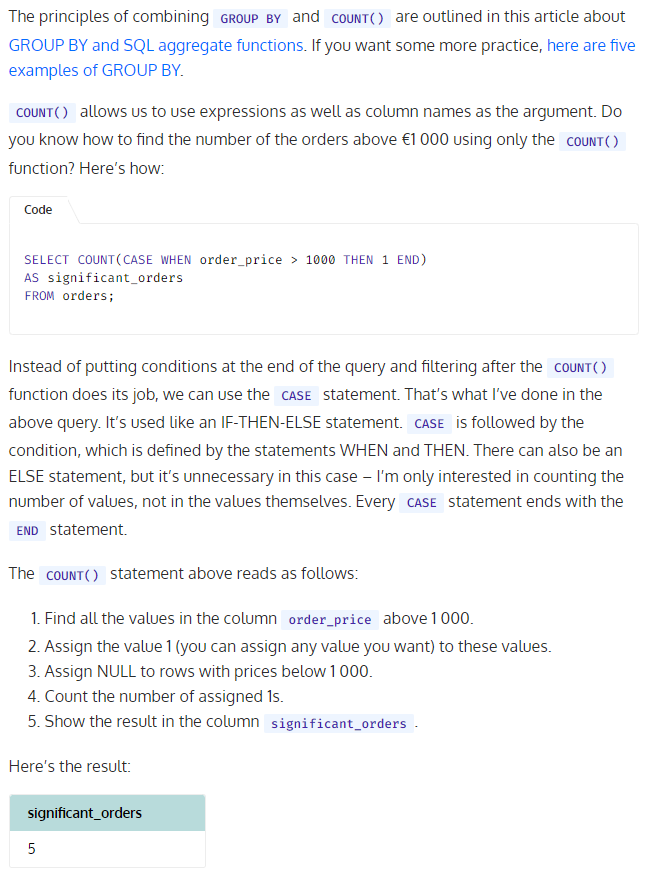 The principles of combining GROUP BY and COUNT() are outlined in this article about
GROUP BY and SQL aggregate functions. If you want some more practice, here are five
examples of GROUP BY.
COUNT() allows us to use expressions as well as column names as the argument. Do
you know how to find the number of the orders above €1 000 using only the COUNT()
function? Here’s how:
Code
SELECT COUNT(CASE WHEN order_price > 1000 THEN 1 END)
AS significant_orders
FROM orders;
Instead of putting conditions at the end of the query and filtering after the COUNT()
function does its job, we can use the CASE statement. That’s what I’ve done in the
above query. It’s used like an IF-THEN-ELSE statement. CASE is followed by the
condition, which is defined by the statements WHEN and THEN. There can also be an
ELSE statement, but it’s unnecessary in this case – I’m only interested in counting the
number of values, not in the values themselves. Every CASE statement ends with the
END statement.
The COUNT() statement above reads as follows:
1. Find all the values in the column order_price above 1 000.
2. Assign the value 1 (you can assign any value you want) to these values.
3. Assign NULL to rows with prices below 1 000.
4. Count the number of assigned 1s.
5. Show the result in the column significant_orders.
Here’s the result:
significant_orders
5